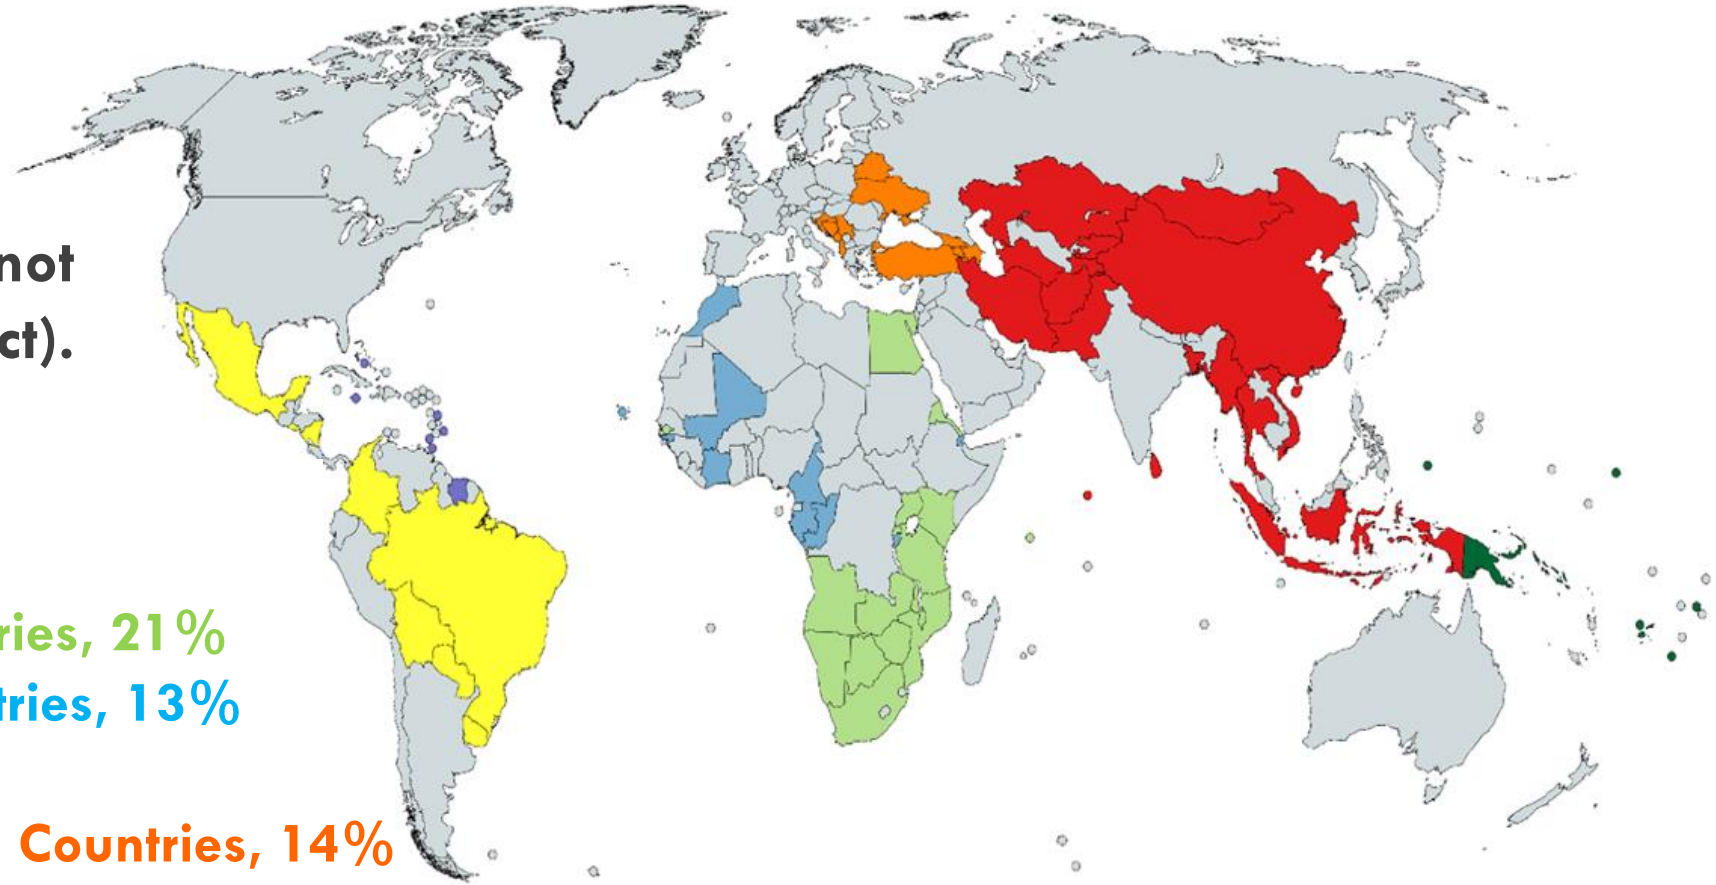 not
ct).
ries, 21%
tries, 13%
Countries, 14%